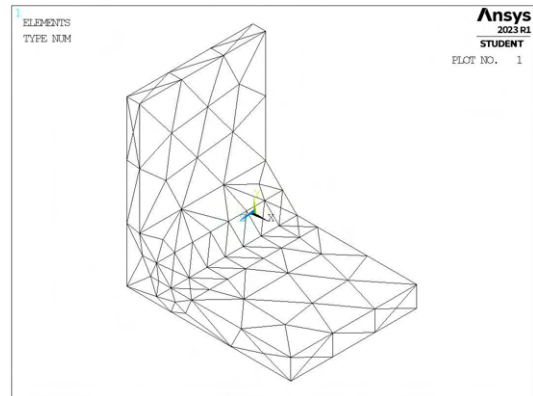 1
ELEMENTS
TYPE NUM
Ansys
2023 R1
STUDENT
PLOT NO. 1
Y
X